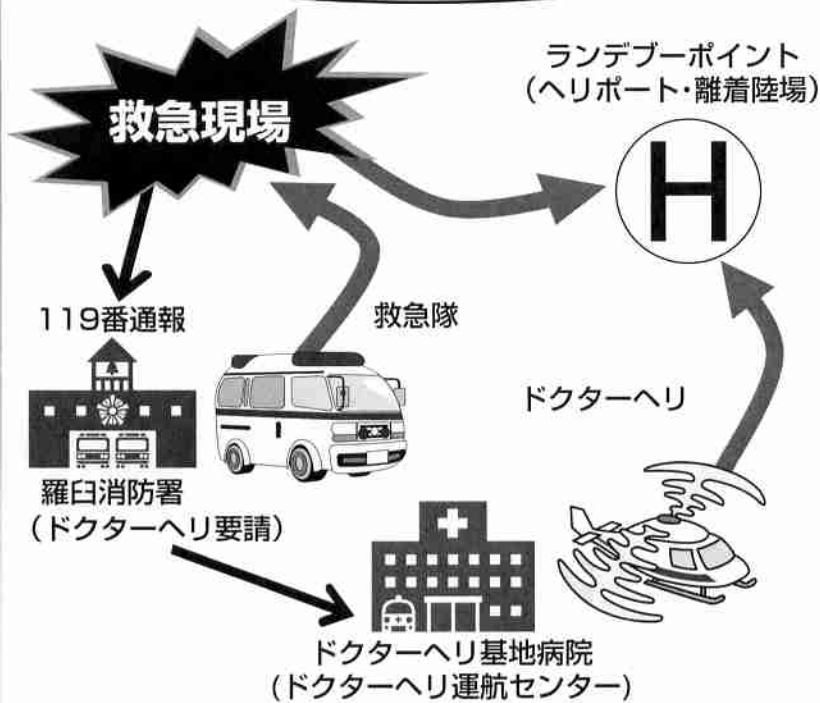 救急現場
ランデブーポイント
（ヘリポート・離着陸場）
H
119番通報
救急隊
ドクターヘリ
羅臼消防署
（ドクターヘリ要請）
ドクターヘリ基地病院
(ドクターヘリ運航センター)